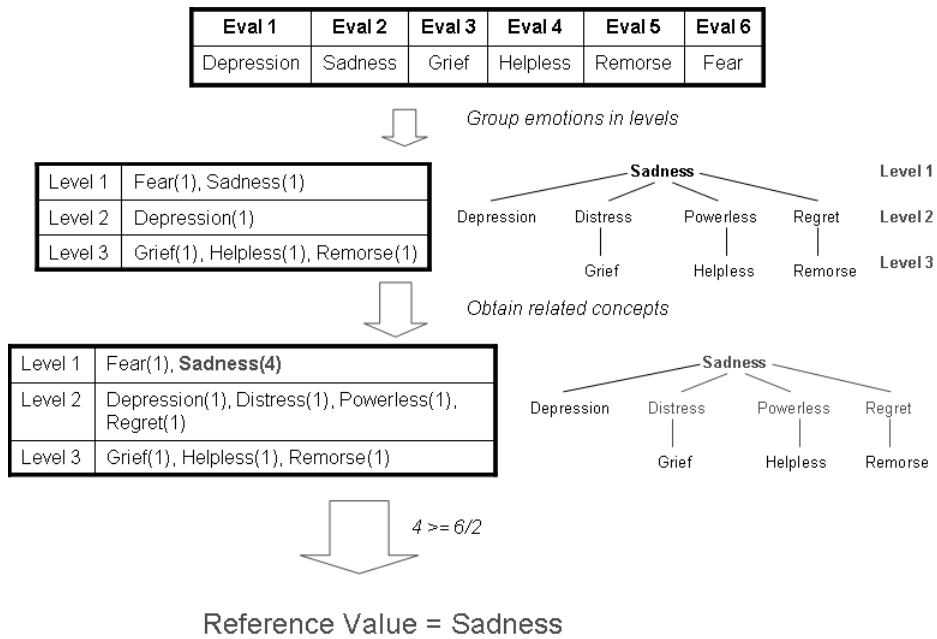 Eval 1 Eval 2 Eval 3 Eval 4 Eval 5 Eval 6
Depression Sadness Grief Helpless Remorse Fear
Group emotions in levels
Level 1 Fear(1), Sadness(1)
Level 2 Depression(1)
Level 3 Grief(1), Helpless(1), Remorse(1)
Sadness Level 1
Depression Distress Powerless Regret Level 2
Grief Helpless Remorse Level 3
Obtain related concepts
Level 1 Fear(1), Sadness(4)
Level 2 Depression(1), Distress(1), Powerless(1),
Regret(1)
Level 3 Grief(1), Helpless(1), Remorse(1)
Sadness
Depression Distress Powerless Regret
Grief Helpless Remorse
4 >= 6/2
Reference Value = Sadness